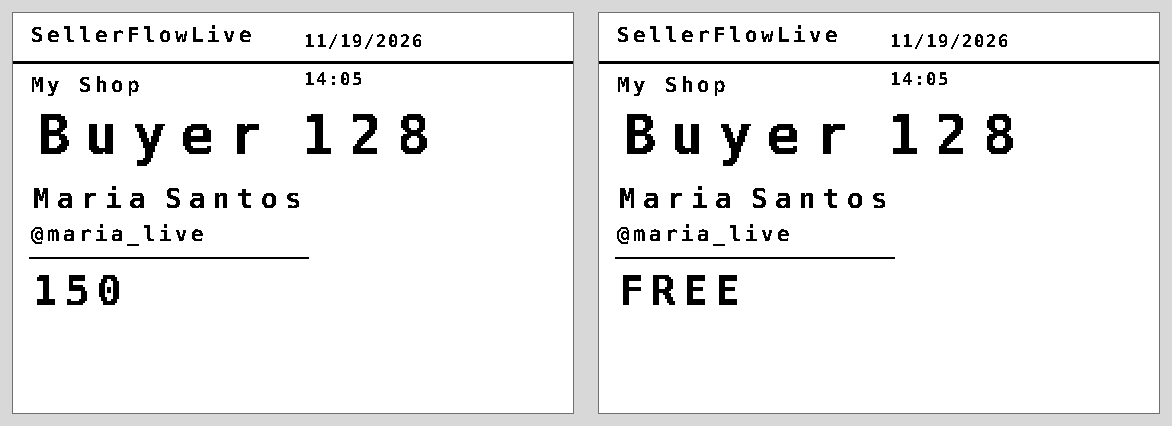 SellerFlowLive 11/19/2026
My Shop 14:05
Buyer 128
Maria Santos
@maria_live
150
SellerFlowLive 11/19/2026
My Shop 14:05
Buyer 128
Maria Santos
@maria_live
FREE